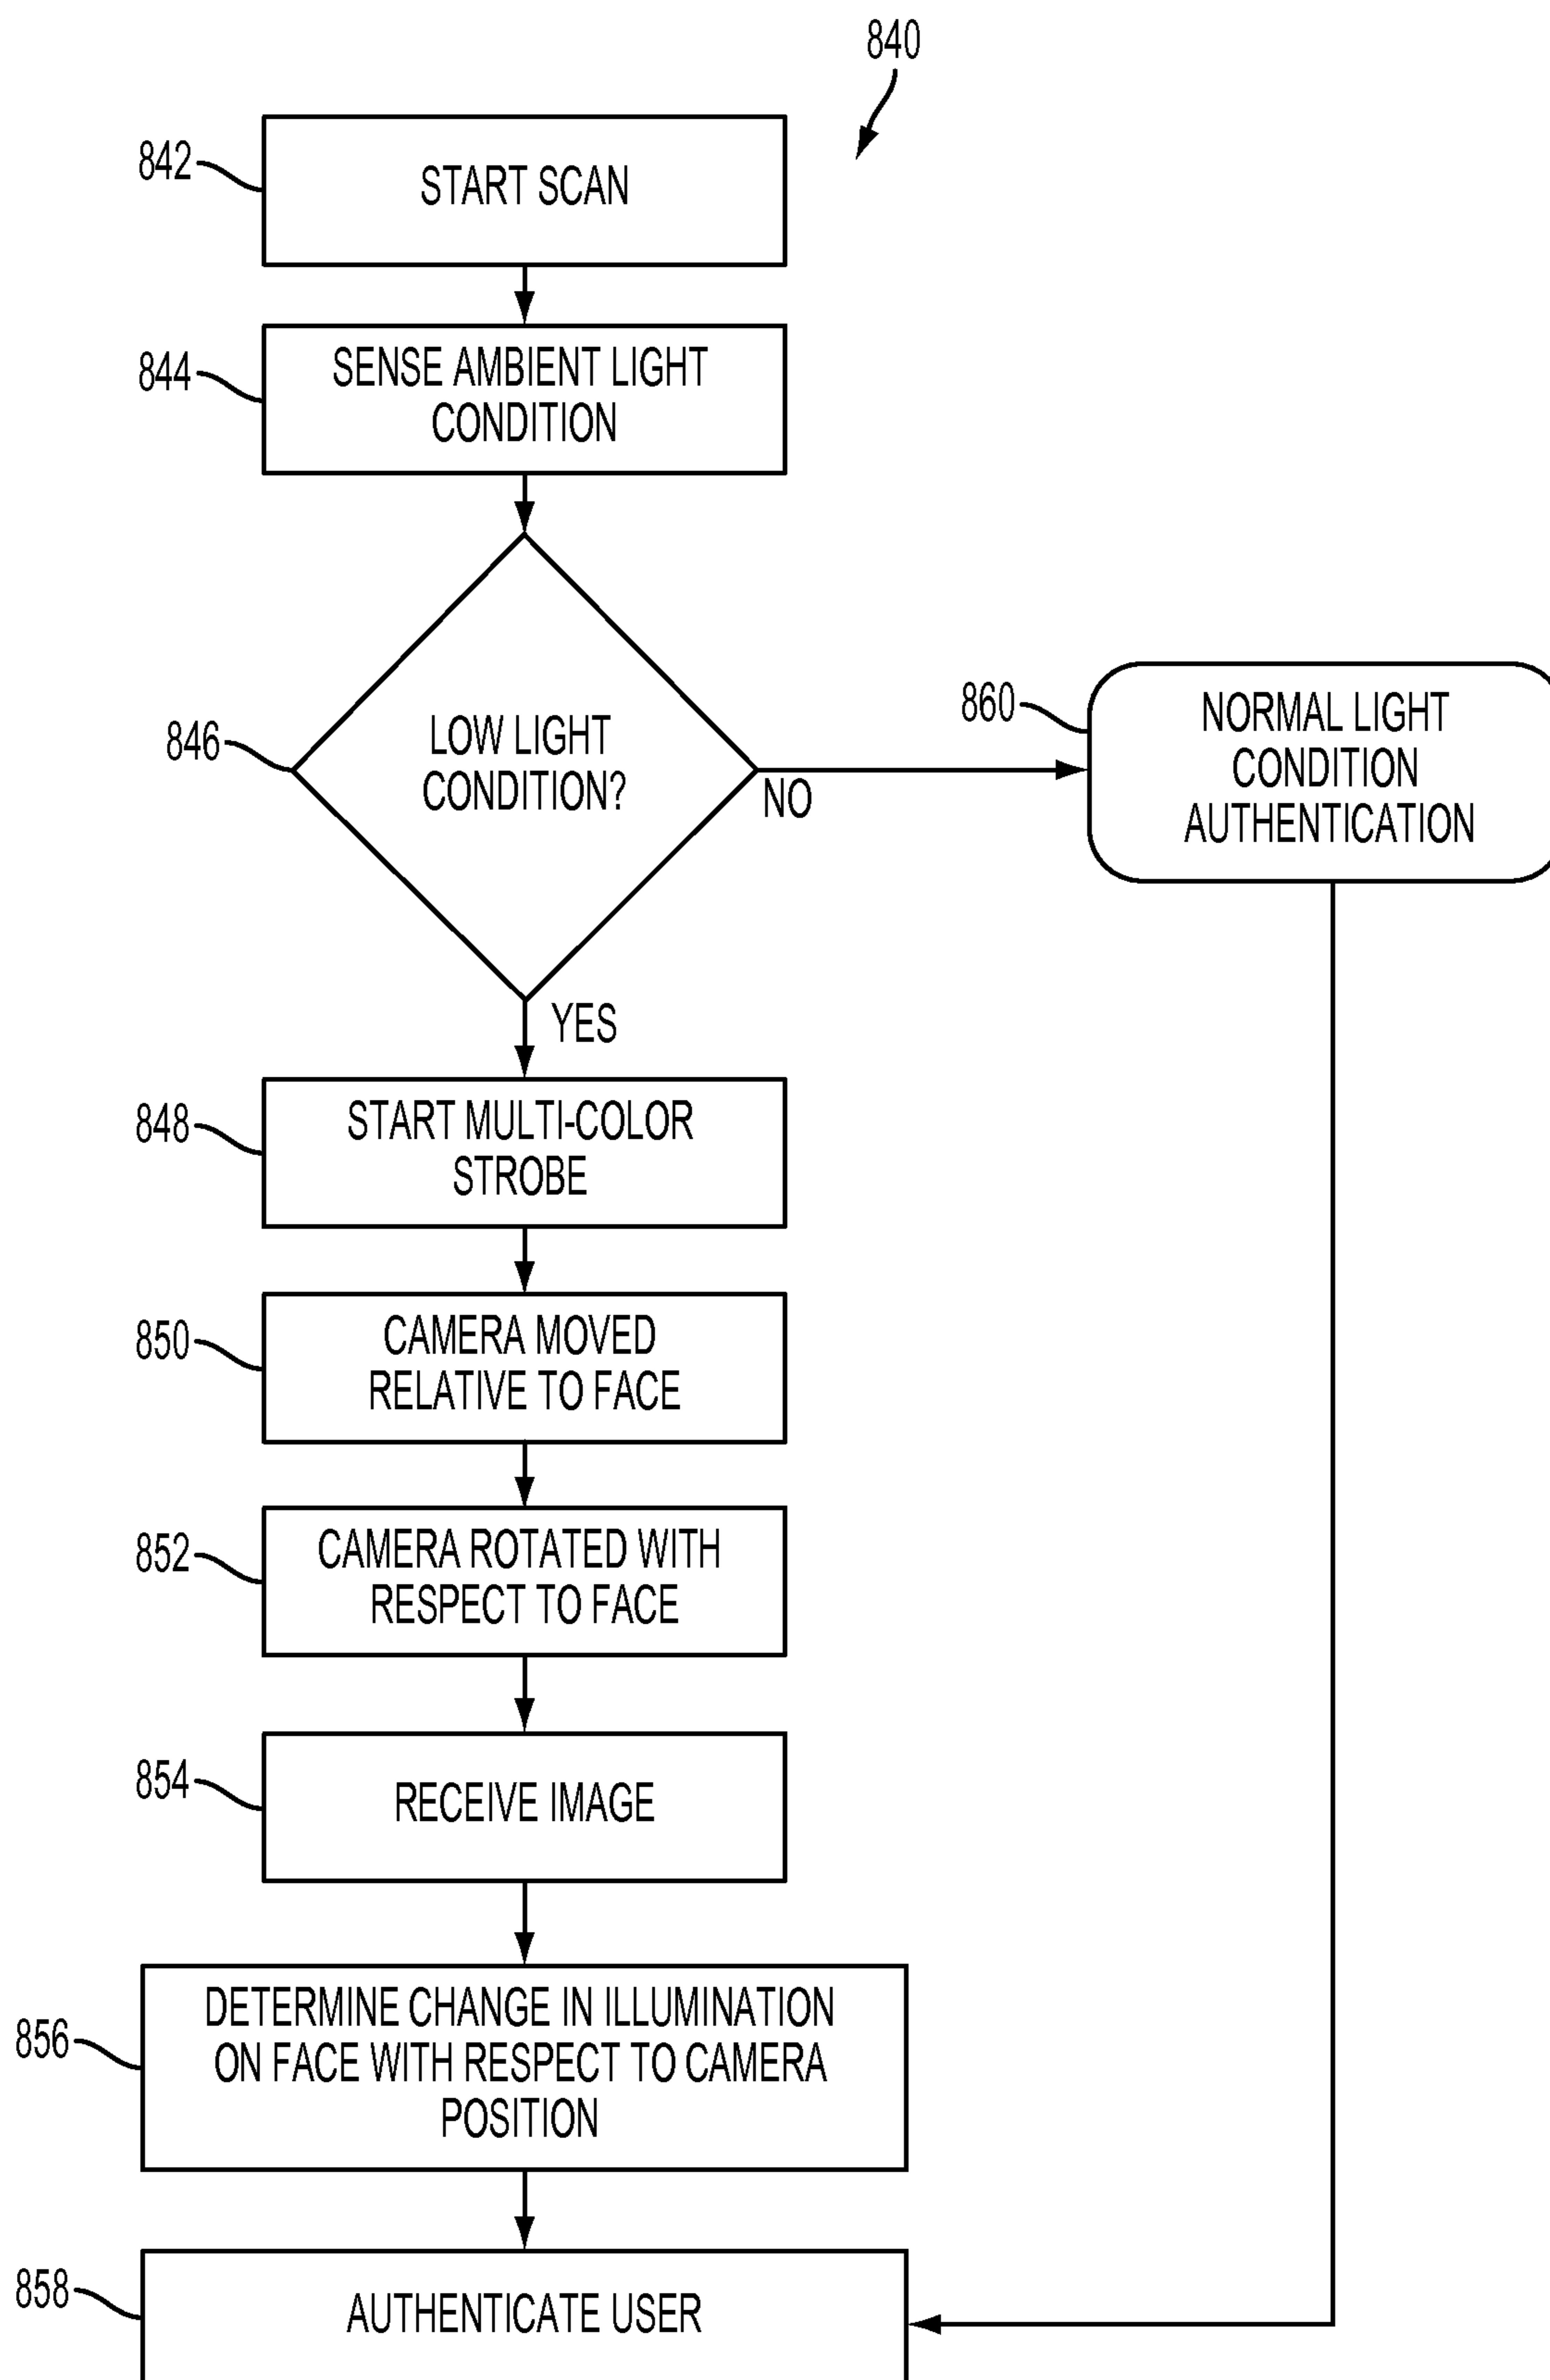 840
842
START SCAN
844
SENSE AMBIENT LIGHT
CONDITION
846
LOW LIGHT
CONDITION?
NO
860
NORMAL LIGHT
CONDITION
AUTHENTICATION
YES
848
START MULTI-COLOR
STROBE
850
CAMERA MOVED
RELATIVE TO FACE
852
CAMERA ROTATED WITH
RESPECT TO FACE
854
RECEIVE IMAGE
856
DETERMINE CHANGE IN ILLUMINATION
ON FACE WITH RESPECT TO CAMERA
POSITION
858
AUTHENTICATE USER